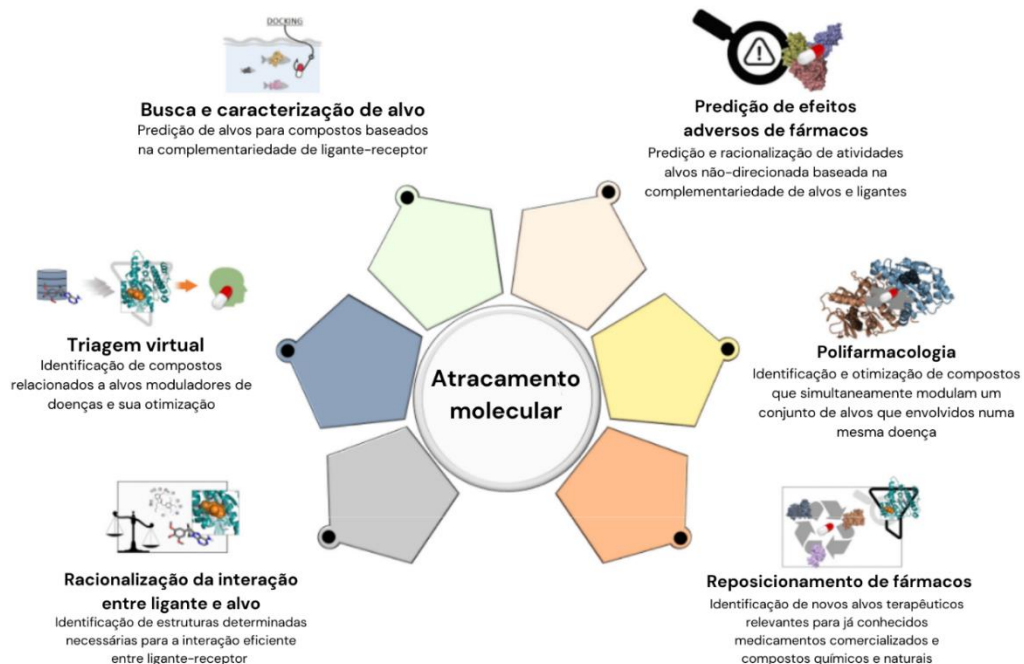 DOCKING
Busca e caracterização de alvo
Predição de alvos para compostos baseados
na complementariedade de ligante-receptor
Predição de efeitos
adversos de fármacos
Predição e racionalização de atividades
alvos não-direcionada baseada na
complementariedade de alvos e ligantes
Triagem virtual
Identificação de compostos
relacionados a alvos moduladores de
doenças e sua otimização
Atracamento
molecular
Polifarmacologia
Identificação e otimização de compostos
que simultaneamente modulam um
conjunto de alvos que envolvidos numa
mesma doença
Racionalização da interação
entre ligante e alvo
Identificação de estruturas determinadas
necessárias para a interação eficiente
entre ligante-receptor
Reposicionamento de fármacos
Identificação de novos alvos terapêuticos
relevantes para já conhecidos
medicamentos comercializados e
compostos químicos e naturais